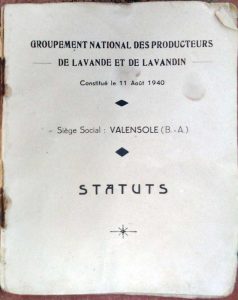 GROUPEMENT NATIONAL DES PRODUCTEURS
DE LAVANDE ET DE LAVANDIN
Constitué le 11 Août 1940
- Siège Social : VALENSOLE (B.-A.)
STATUTS